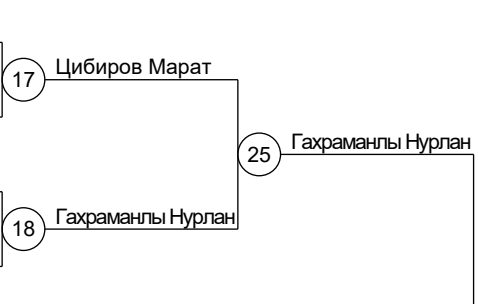 17 Цибиров Марат
25 Гахраманлы Нурлан
18 Гахраманлы Нурлан